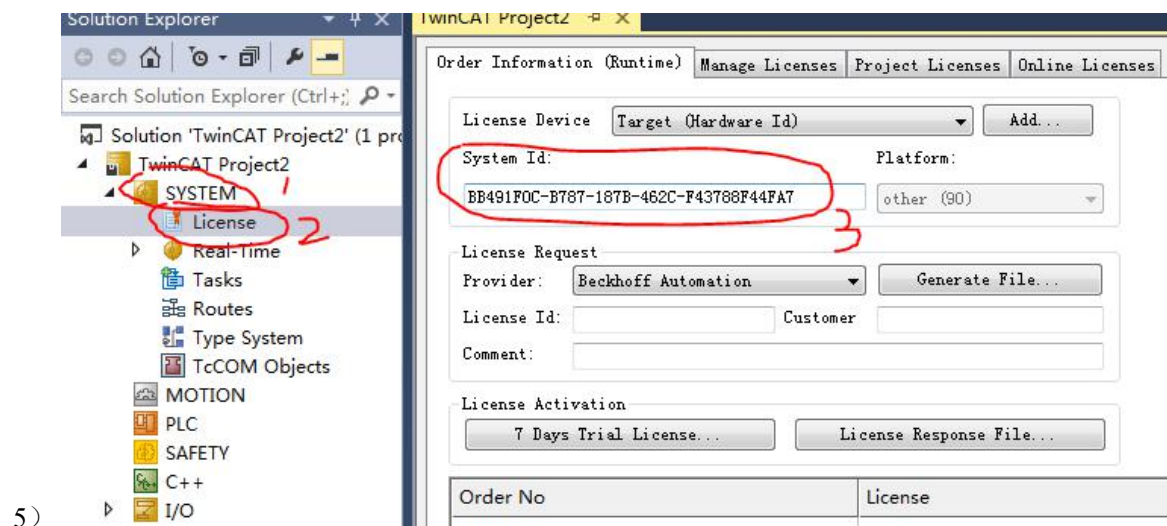 Solution Explorer
TwinCAT Project2
Order Information (Runtime) Manage Licenses Project Licenses Online Licenses
Search Solution Explorer (Ctrl+;)
License Device Target (Hardware Id) Add...
Solution 'TwinCAT Project2' (1 pro
System Id: Platform:
TwinCAT Project2
SYSTEM 1
BB491F0C-B787-187B-462C-F43788F44FA7 other (90)
License 2
3
Real-Time
License Request
Provider: Beckhoff Automation Generate File...
Tasks
Routes
License Id: Customer
Type System
Comment:
TcCOM Objects
MOTION
License Activation
PLC
7 Days Trial License... License Response File...
SAFETY
C++
Order No License
I/O
5）